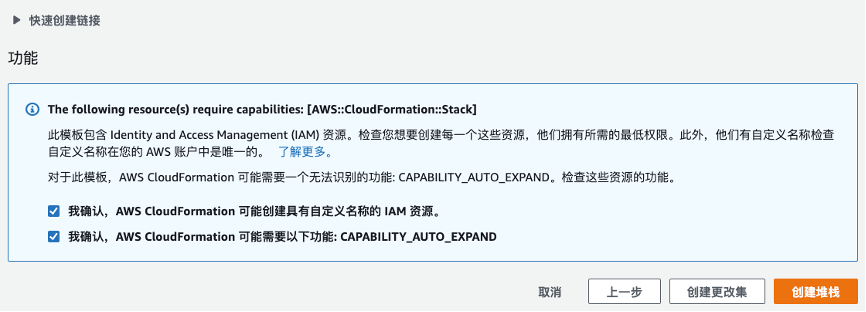 快速创建链接
功能
The following resource(s) require capabilities: [AWS::CloudFormation::Stack]
此模板包含 Identity and Access Management (IAM) 资源。检查您想要创建每一个这些资源，他们拥有所需的最低权限。此外，他们有自定义名称检查
自定义名称在您的 AWS 账户中是唯一的。 了解更多。
对于此模板，AWS CloudFormation 可能需要一个无法识别的功能: CAPABILITY_AUTO_EXPAND。检查这些资源的功能。
我确认，AWS CloudFormation 可能创建具有自定义名称的 IAM 资源。
我确认，AWS CloudFormation 可能需要以下功能: CAPABILITY_AUTO_EXPAND
取消 上一步 创建更改集 创建堆栈